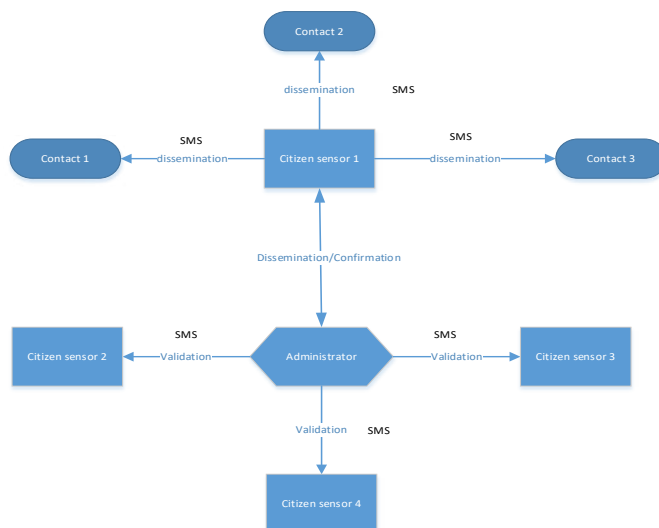 Contact 2
dissemination
SMS
SMS
SMS
Contact 1
dissemination
Citizen sensor 1
dissemination
Contact 3
Dissemination/Confirmation
SMS
SMS
Citizen sensor 2
Validation
Administrator
Validation
Citizen sensor 3
Validation
SMS
Citizen sensor 4